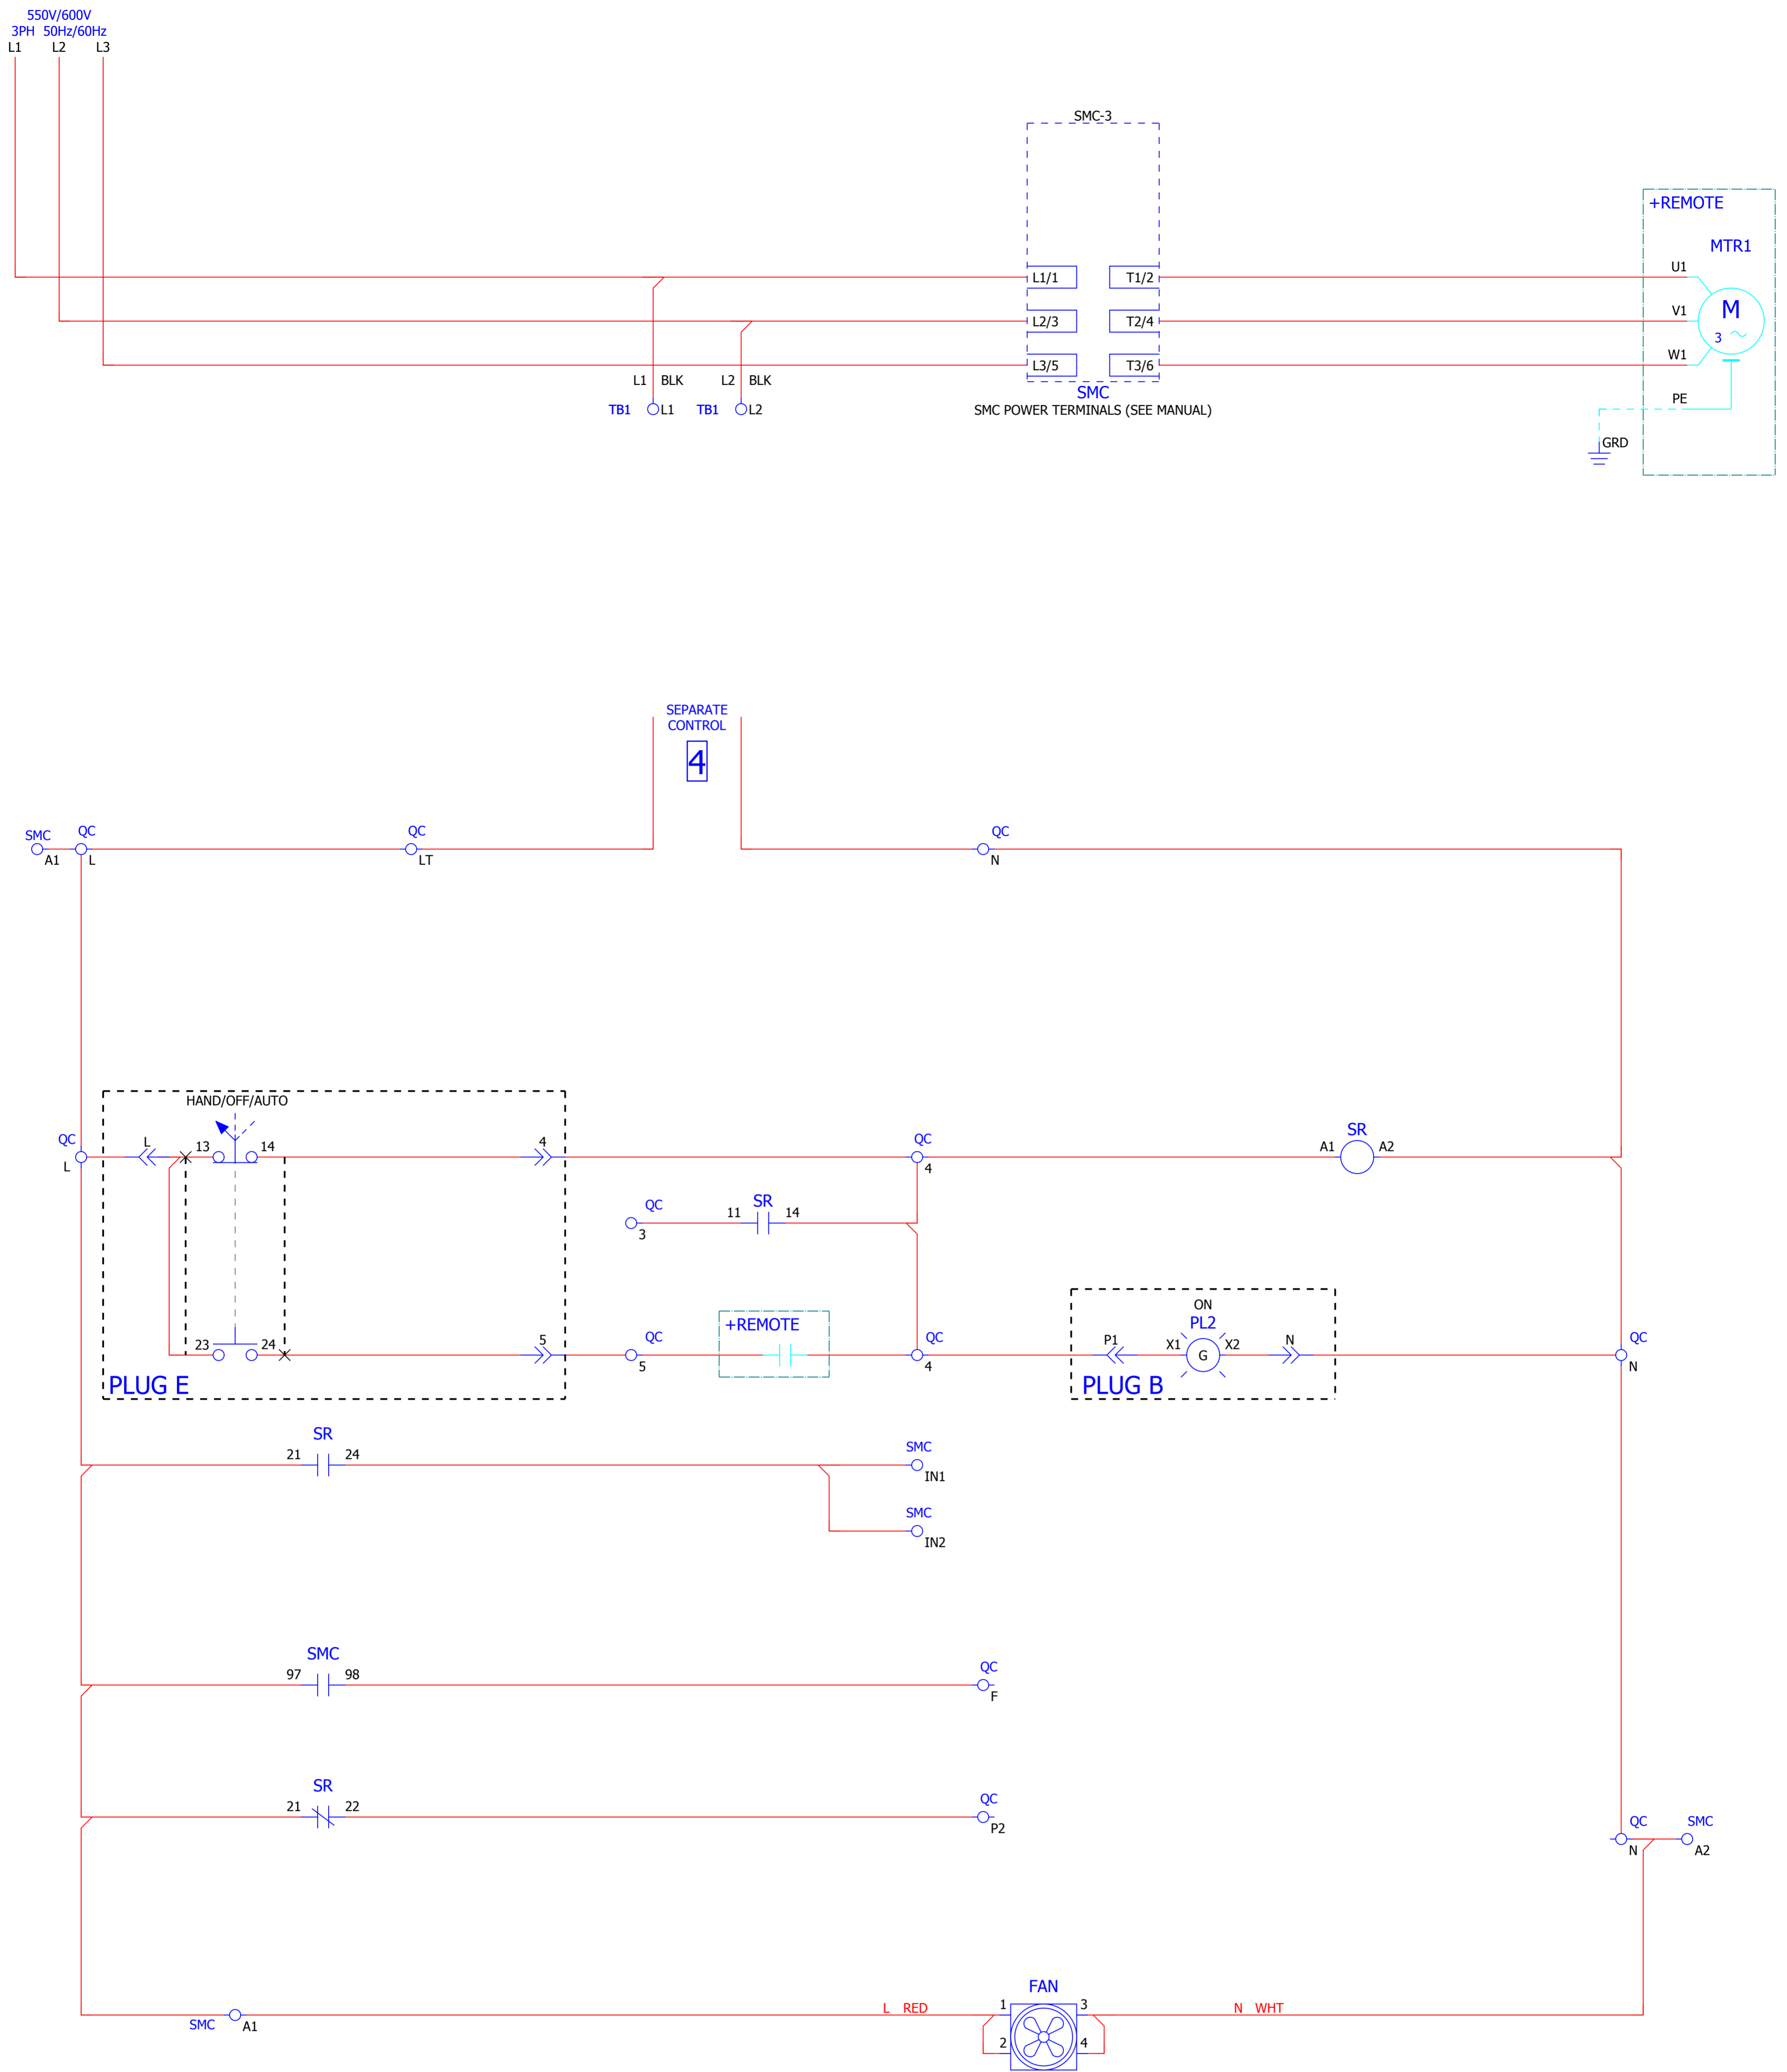 550V/600V
3PH 50Hz/60Hz
L1 L2 L3
SMC-3
+REMOTE
MTR1
L1/1 T1/2 U1
L2/3 T2/4 V1
M
3
L3/5 T3/6 W1
L1 BLK L2 BLK
SMC
PE
TB1 L1 TB1 L2
SMC POWER TERMINALS (SEE MANUAL)
GRD
SEPARATE
CONTROL
4
SMC QC QC QC
A1 L LT N
HAND/OFF/AUTO
QC L 13 14 4 QC SR
A1 A2
L 4
QC SR
11 14
3
+REMOTE
ON
PL2
23 24 5 QC QC P1 X1 G X2 N QC
5 4 N
PLUG E PLUG B
SR SMC
21 24
IN1
SMC
IN2
SMC QC
97 98
F
SR QC
21 22
P2
QC SMC
N A2
FAN
L RED 1 3 N WHT
SMC A1
2 4